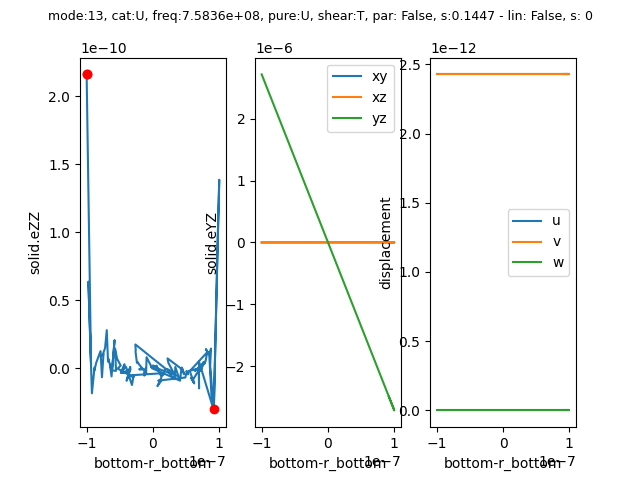 mode:13, cat:U, freq:7.5836e+08, pure:U, shear:T, par: False, s:0.1447 - lin: False, s: 0
1e−10
2.0
1.5
1.0
0.5
0.0
solid.eZZ
−1
0
1
1e−7
bottom-r_bottom
1e−6
2
1
0
−1
−2
solid.eYZ
xy
xz
yz
−1
0
1
1e−7
bottom-r_bottom
1e−12
2.5
2.0
1.5
1.0
0.5
0.0
displacement
u
v
w
−1
0
1
1e−7
bottom-r_bottom